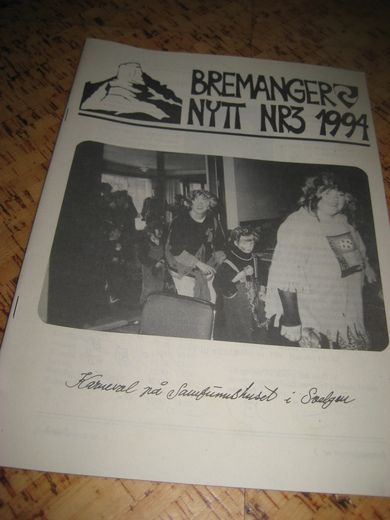 BREMANGER
NYTT NR3 1994
Karneval på Samfunnshuset i Svelgen